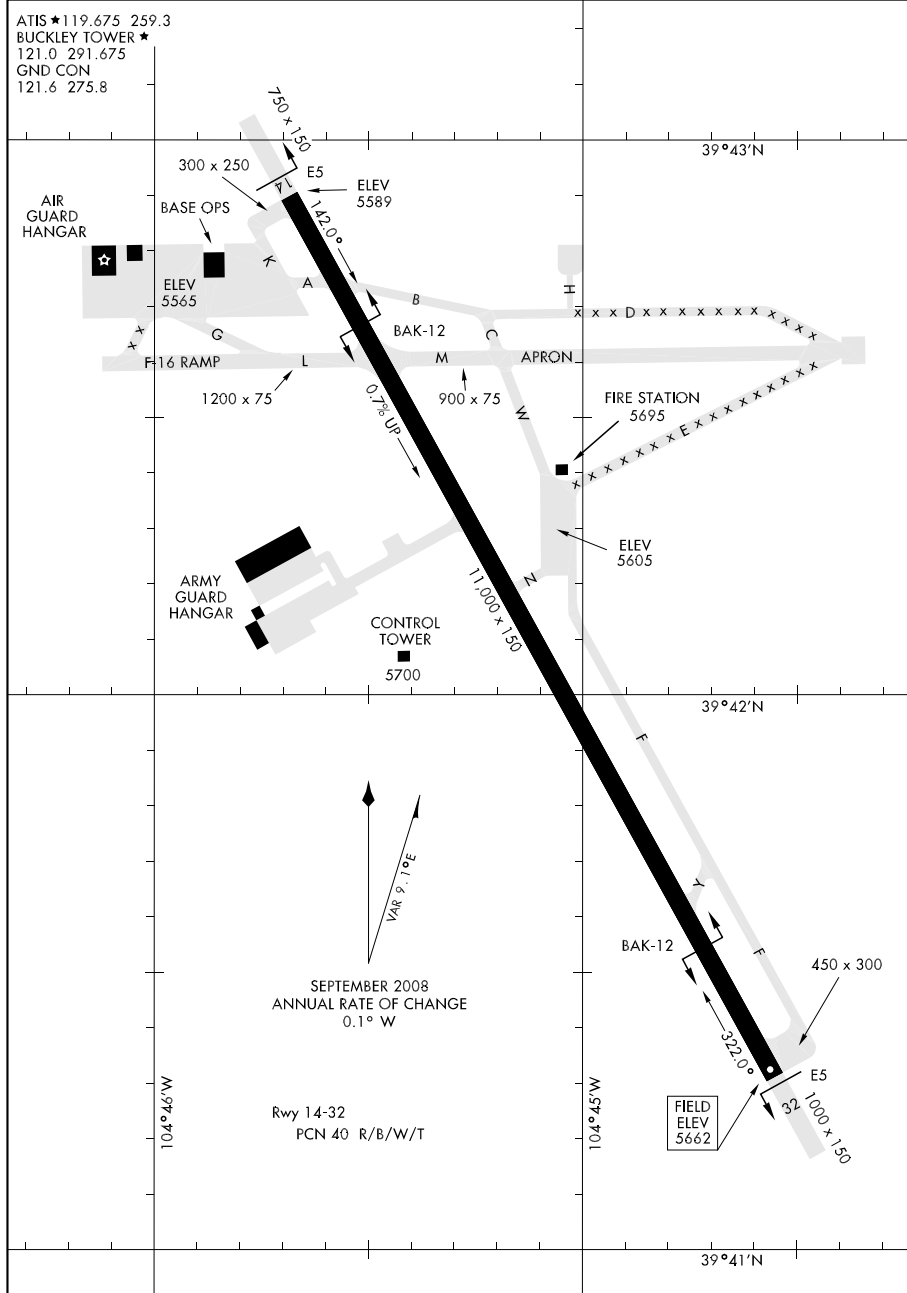 ATIS ★ 119.675 259.3
BUCKLEY TOWER ★
121.0 291.675
GND CON
121.6 275.8
750 x 150
39°43'N
300 x 250
E5
14
ELEV
5589
AIR
GUARD
HANGAR
BASE OPS
142.0°
K
ELEV
5565
A
B
H
D
x x x x x x x x x x x x x x x
G
C
BAK-12
x x
F-16 RAMP
L
M
APRON
1200 x 75
900 x 75
0.7% UP
W
FIRE STATION
5695
x x x x x x x E x x x x x x x x
ELEV
5605
ARMY
GUARD
HANGAR
N
11,000 x 150
CONTROL
TOWER
5700
39°42'N
F
VAR 9.1°E
Y
BAK-12
F
450 x 300
SEPTEMBER 2008
ANNUAL RATE OF CHANGE
0.1° W
322.0°
E5
104°46'W
Rwy 14-32
PCN 40 R/B/W/T
104°45'W
FIELD
ELEV
5662
32
1000 x 150
39°41'N